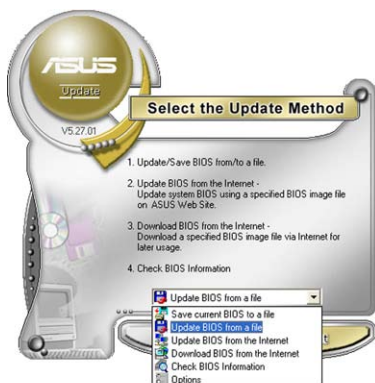 ASUS
Update
V5.27.01
Select the Update Method
1. Update/Save BIOS from/to a file.
2. Update BIOS from the Internet -
Update system BIOS using a specified BIOS image file
on ASUS Web Site.
3. Download BIOS from the Internet -
Download a specified BIOS image file via Internet for
later usage.
4. Check BIOS Information
Update BIOS from a file
Save current BIOS to a file
Update BIOS from a file
Update BIOS from the Internet
Download BIOS from the Internet
Check BIOS Information
Options